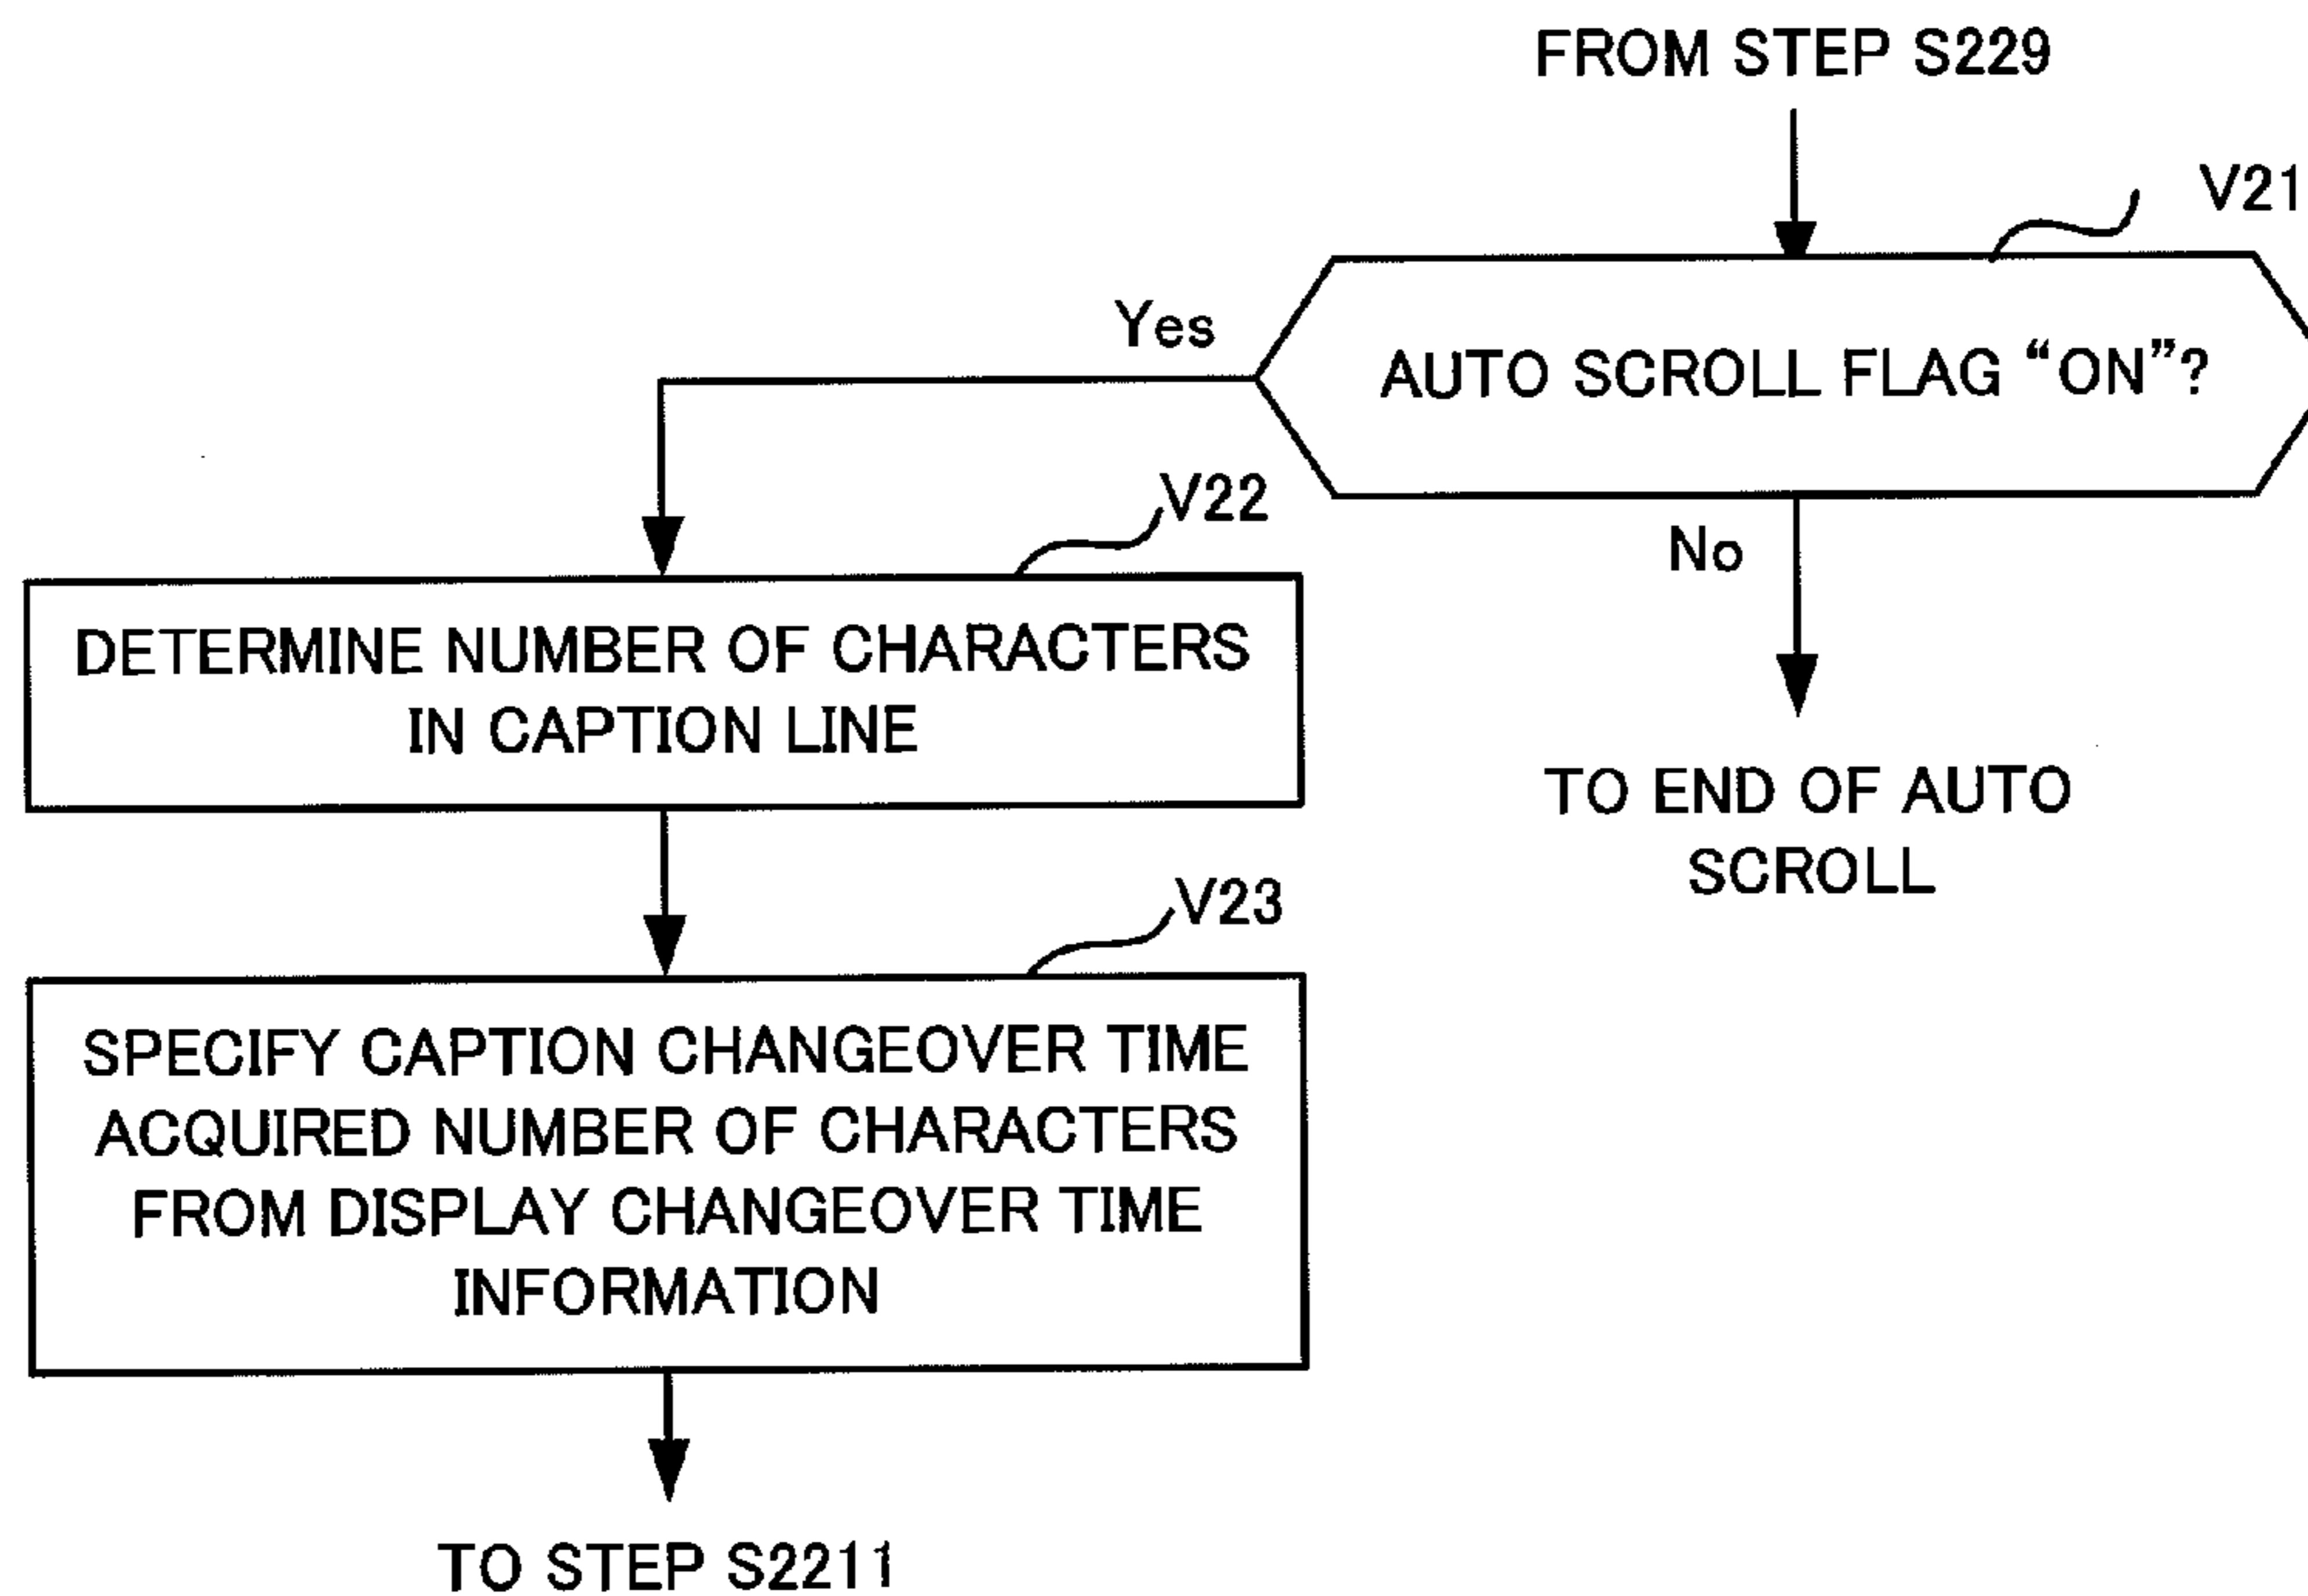 FROM STEP S229
V21
AUTO SCROLL FLAG “ON”?
Yes
No
V22
DETERMINE NUMBER OF CHARACTERS
IN CAPTION LINE
TO END OF AUTO
SCROLL
V23
SPECIFY CAPTION CHANGEOVER TIME
ACQUIRED NUMBER OF CHARACTERS
FROM DISPLAY CHANGEOVER TIME
INFORMATION
TO STEP S2211